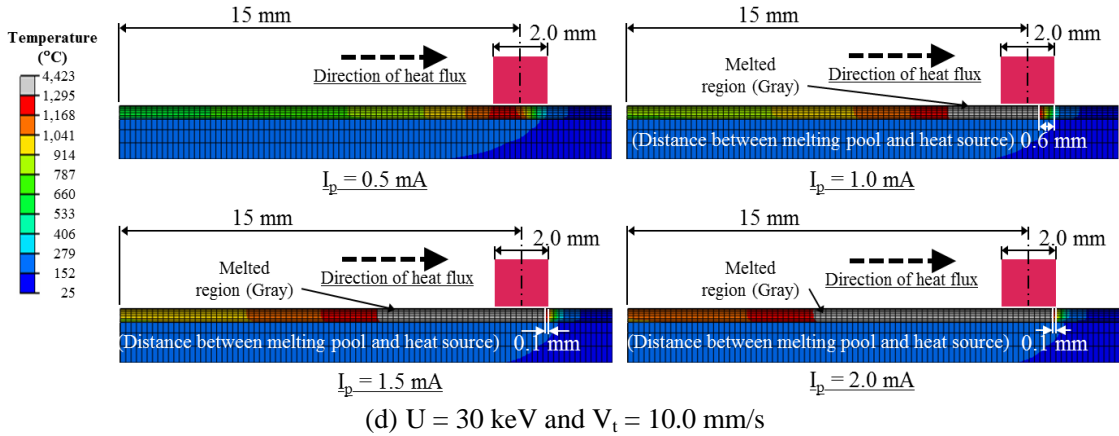 Temperature
(°C)
4,423
1,295
1,168
1,041
914
787
660
533
406
279
152
25
15 mm
2.0 mm
Direction of heat flux
I_p = 0.5 mA
15 mm
2.0 mm
Melted
region (Gray)
Direction of heat flux
(Distance between melting pool and heat source)
0.6 mm
I_p = 1.0 mA
15 mm
2.0 mm
Melted
region (Gray)
Direction of heat flux
(Distance between melting pool and heat source)
0.1 mm
I_p = 1.5 mA
15 mm
2.0 mm
Melted
region (Gray)
Direction of heat flux
(Distance between melting pool and heat source)
0.1 mm
I_p = 2.0 mA
(d) U = 30 keV and V_t = 10.0 mm/s